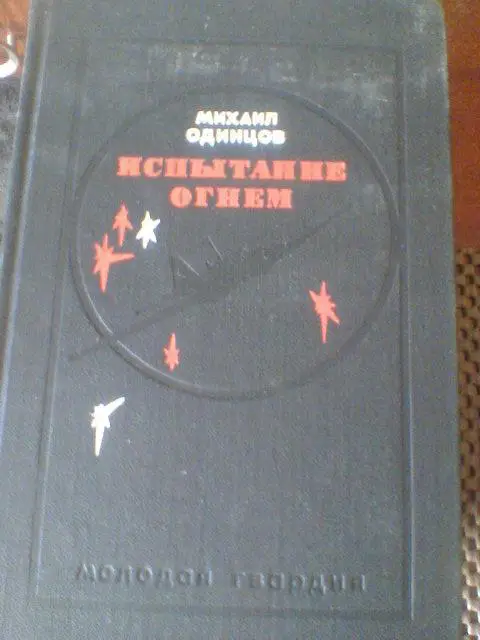 МИХАИЛ
ОДИНЦОВ
ИСПЫТАНИЕ
ОГНЕМ
молодая гвардия